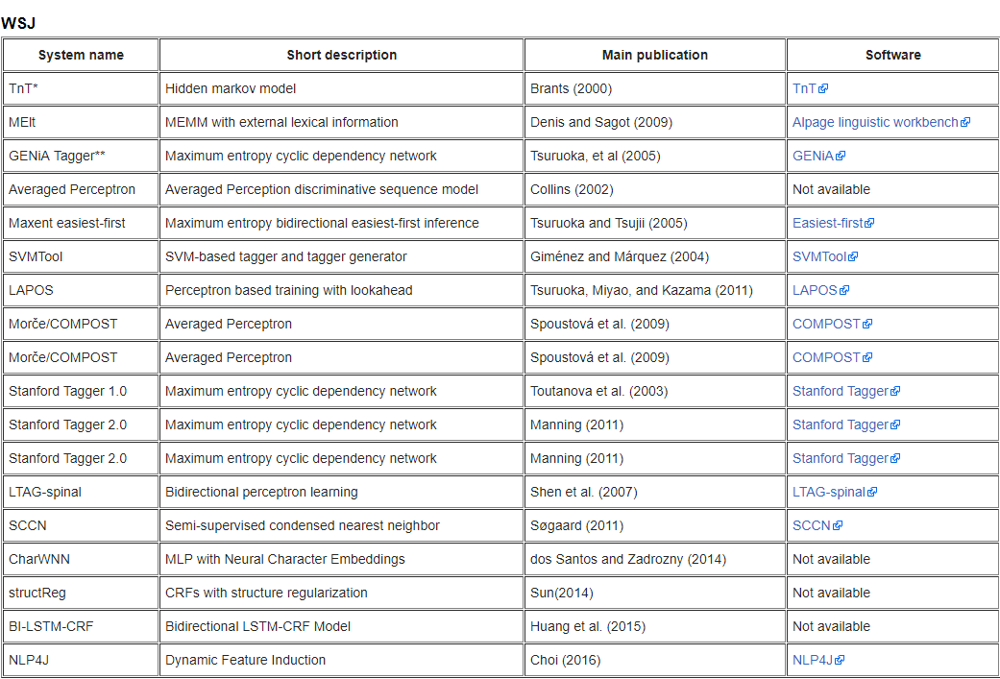 WSJ
System name Short description Main publication Software
TnT* Hidden markov model Brants (2000) TnT
MElt MEMM with external lexical information Denis and Sagot (2009) Alpage linguistic workbench
GENiA Tagger** Maximum entropy cyclic dependency network Tsuruoka, et al (2005) GENiA
Averaged Perceptron Averaged Perception discriminative sequence model Collins (2002) Not available
Maxent easiest-first Maximum entropy bidirectional easiest-first inference Tsuruoka and Tsujii (2005) Easiest-first
SVMTool SVM-based tagger and tagger generator Giménez and Márquez (2004) SVMTool
LAPOS Perceptron based training with lookahead Tsuruoka, Miyao, and Kazama (2011) LAPOS
Morče/COMPOST Averaged Perceptron Spoustová et al. (2009) COMPOST
Morče/COMPOST Averaged Perceptron Spoustová et al. (2009) COMPOST
Stanford Tagger 1.0 Maximum entropy cyclic dependency network Toutanova et al. (2003) Stanford Tagger
Stanford Tagger 2.0 Maximum entropy cyclic dependency network Manning (2011) Stanford Tagger
Stanford Tagger 2.0 Maximum entropy cyclic dependency network Manning (2011) Stanford Tagger
LTAG-spinal Bidirectional perceptron learning Shen et al. (2007) LTAG-spinal
SCCN Semi-supervised condensed nearest neighbor Søgaard (2011) SCCN
CharWNN MLP with Neural Character Embeddings dos Santos and Zadrozny (2014) Not available
structReg CRFs with structure regularization Sun(2014) Not available
BI-LSTM-CRF Bidirectional LSTM-CRF Model Huang et al. (2015) Not available
NLP4J Dynamic Feature Induction Choi (2016) NLP4J